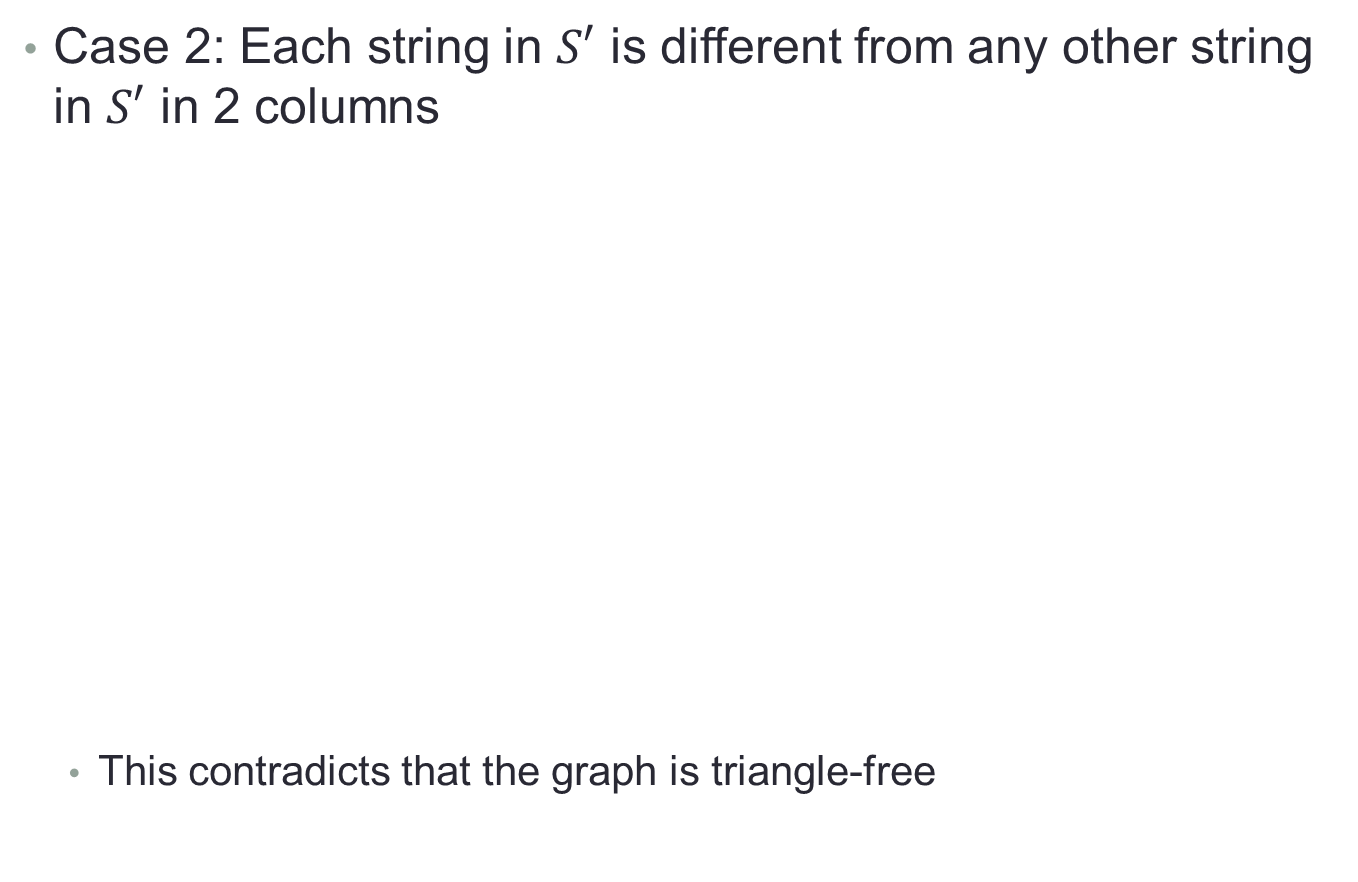 • Case 2: Each string in 𝑆′ is different from any other string
in 𝑆′ in 2 columns
• This contradicts that the graph is triangle-free